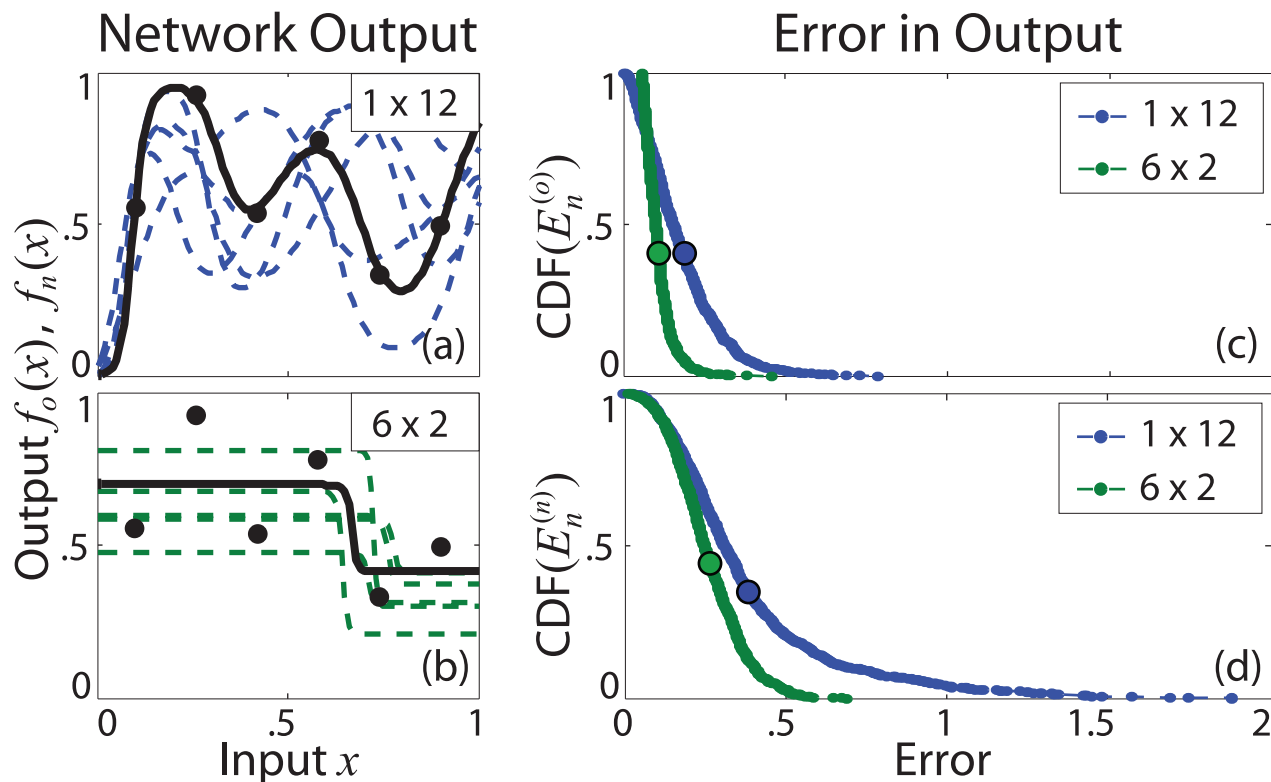 Network Output
Error in Output
Output f_o(x), f_n(x)
1
.5
0
1 x 12
(a)
1
.5
0
6 x 2
(b)
0
.5
1
Input x
CDF(E_n^(o))
1
.5
0
1 x 12
6 x 2
(c)
CDF(E_n^(n))
1
.5
0
1 x 12
6 x 2
(d)
0
.5
1
1.5
2
Error